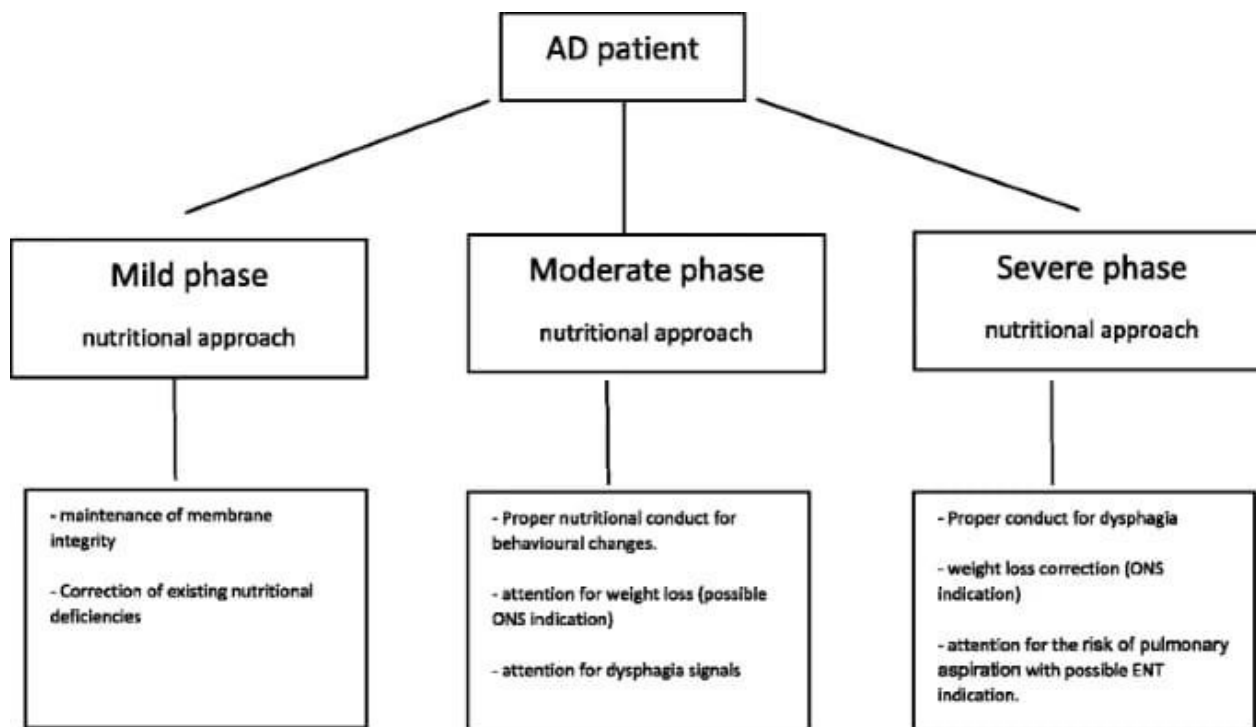 AD patient
Mild phase
nutritional approach
- maintenance of membrane
integrity
- Correction of existing nutritional
deficiencies
Moderate phase
nutritional approach
- Proper nutritional conduct for
behavioural changes.
- attention for weight loss (possible
ONS indication)
- attention for dysphagia signals
Severe phase
nutritional approach
- Proper conduct for dysphagia
- weight loss correction (ONS
indication)
- attention for the risk of pulmonary
aspiration with possible ENT
indication.